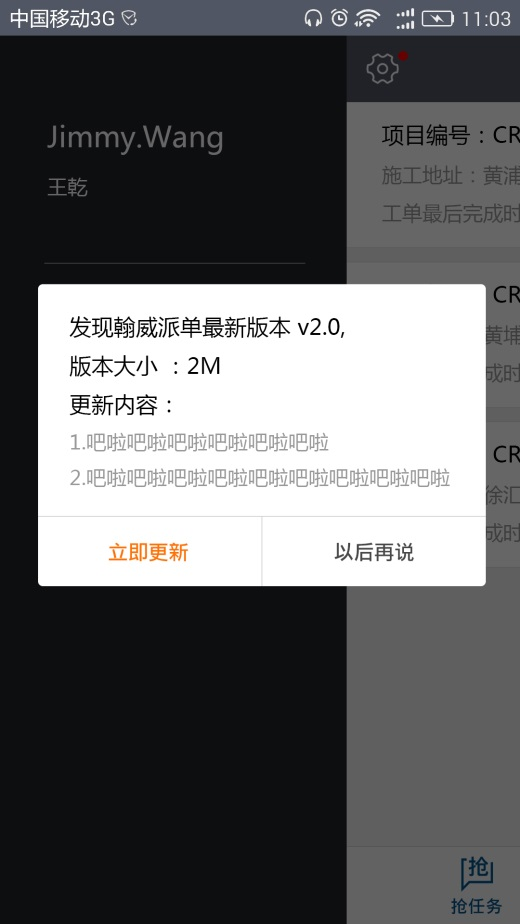 中国移动3G
11:03
Jimmy.Wang
王乾
项目编号：CR
施工地址：黄浦
工单最后完成时
发现翰威派单最新版本 v2.0,
版本大小 ：2M
更新内容：
1.吧啦吧啦吧啦吧啦吧啦吧啦
2.吧啦吧啦吧啦吧啦吧啦吧啦吧啦吧啦吧啦
立即更新
以后再说
CR
黄埔
成时
CR
徐汇
成时
抢
抢任务